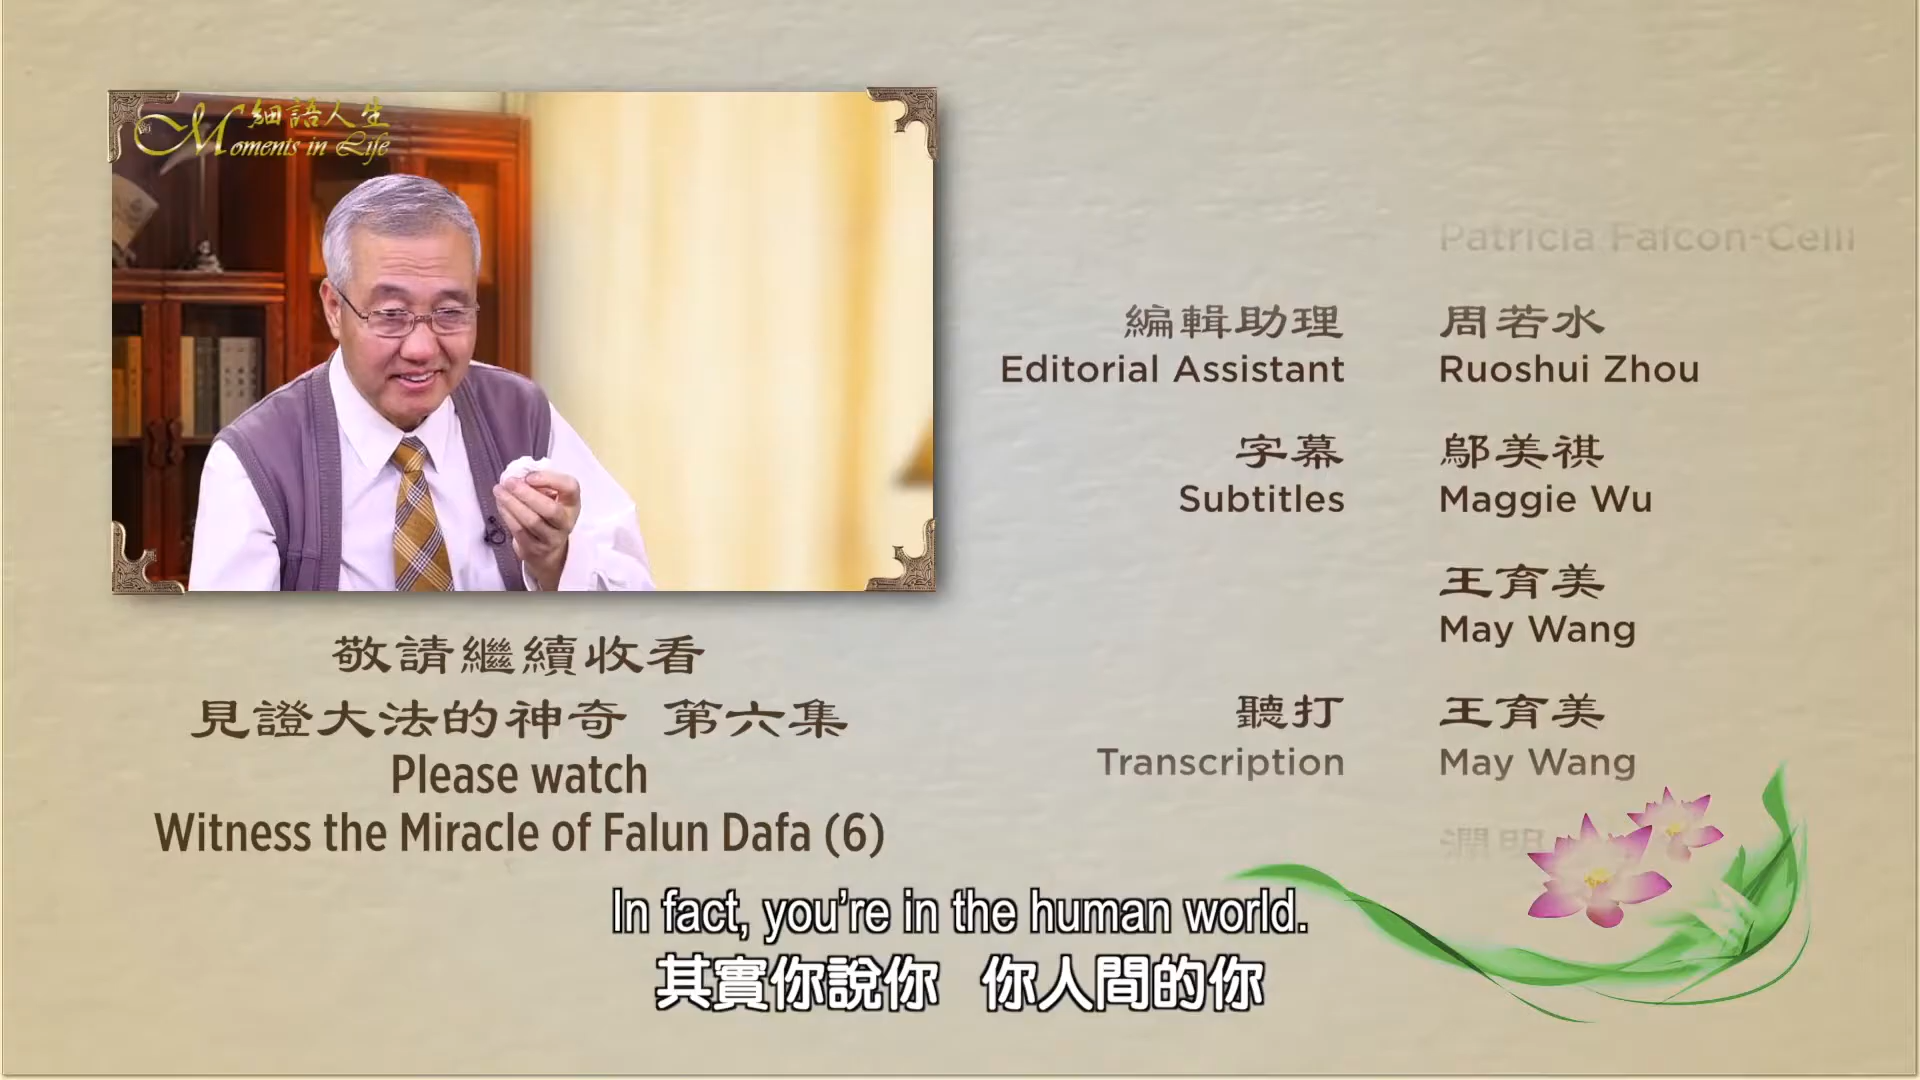 細語人生
Moments in Life
敬請繼續收看
見證大法的神奇 第六集
Please watch
Witness the Miracle of Falun Dafa (6)
Patricia Falcon-Celli
編輯助理 周若水
Editorial Assistant Ruoshui Zhou
字幕 鄔美祺
Subtitles Maggie Wu
王育美
May Wang
聽打 王育美
Transcription May Wang
潤明
In fact, you're in the human world.
其實你說你 你人間的你